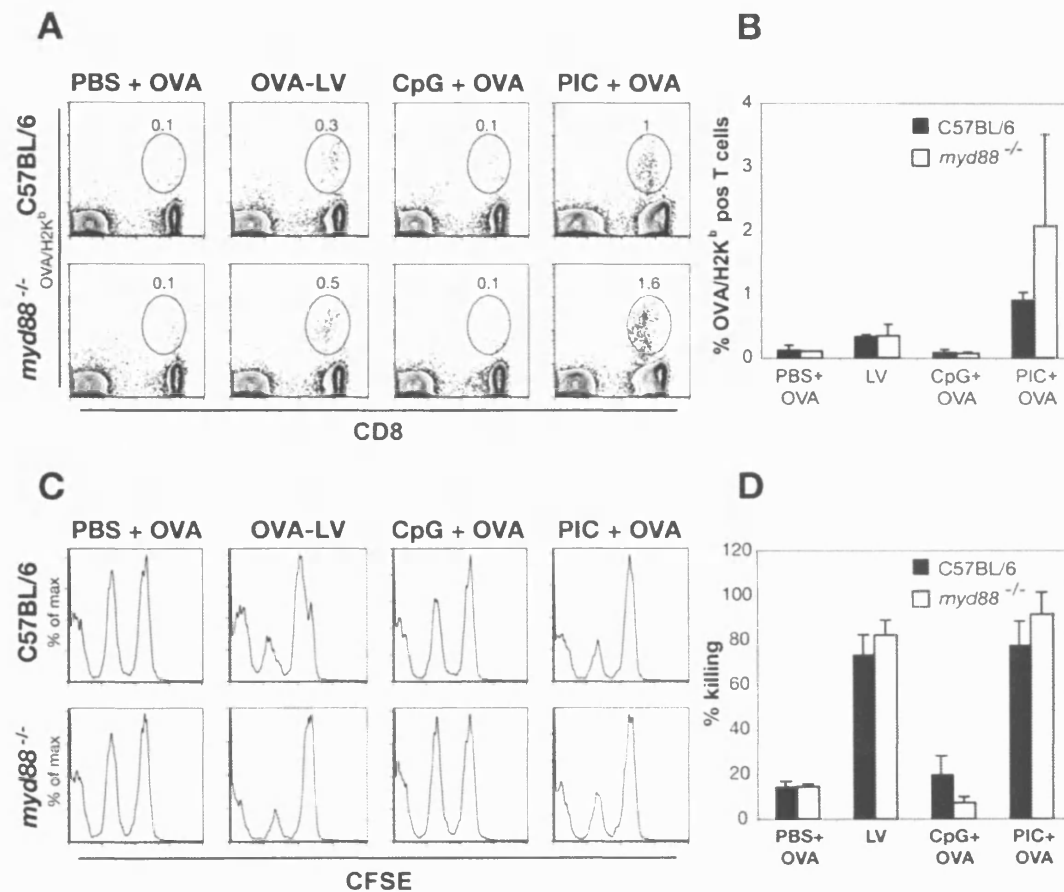 A
PBS + OVA OVA-LV CpG + OVA PIC + OVA
C57BL/6
0.1 0.3 0.1 1
OVA/H2Kᵇ
myd88⁻/⁻
0.1 0.5 0.1 1.6
CD8
B
% OVA/H2Kᵇ pos T cells
4
3
2
1
0
C57BL/6
myd88⁻/⁻
PBS+ OVA
LV
CpG+ OVA
PIC+ OVA
C
PBS + OVA OVA-LV CpG + OVA PIC + OVA
C57BL/6
% of max
myd88⁻/⁻
% of max
CFSE
D
% killing
120
100
80
60
40
20
0
C57BL/6
myd88⁻/⁻
PBS+ OVA
LV
CpG+ OVA
PIC+ OVA